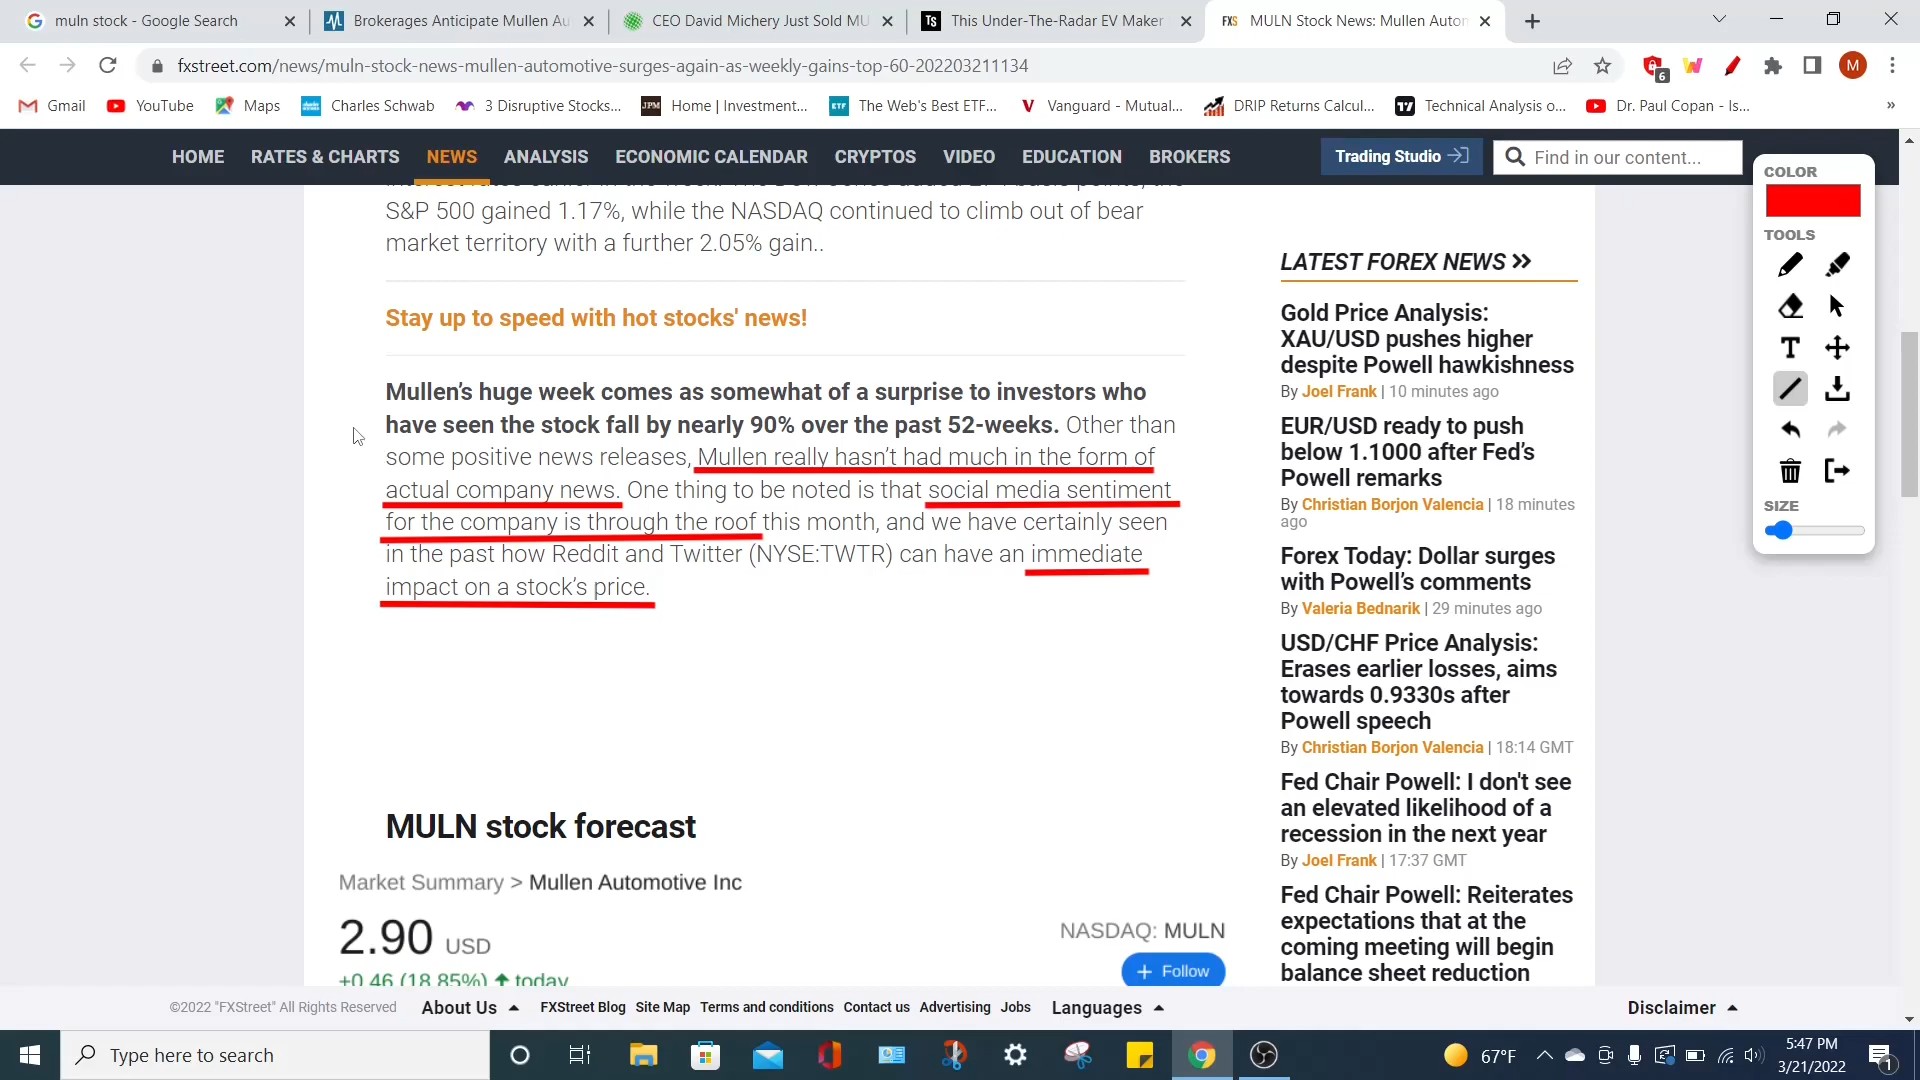 muln stock - Google Search
Brokerages Anticipate Mullen Au
CEO David Michery Just Sold MU
TS This Under-The-Radar EV Maker
FXS MULN Stock News: Mullen Autom
fxstreet.com/news/muln-stock-news-mullen-automotive-surges-again-as-weekly-gains-top-60-202203211134
6
M
Gmail
YouTube
Maps
Charles Schwab
3 Disruptive Stocks...
JPM Home | Investment...
ETF The Web's Best ETF...
V Vanguard - Mutual...
DRIP Returns Calcul...
Technical Analysis o...
Dr. Paul Copan - Is...
»
HOME RATES & CHARTS NEWS ANALYSIS ECONOMIC CALENDAR CRYPTOS VIDEO EDUCATION BROKERS
Trading Studio
Find in our content...
S&P 500 gained 1.17%, while the NASDAQ continued to climb out of bear
market territory with a further 2.05% gain..
Stay up to speed with hot stocks' news!
Mullen's huge week comes as somewhat of a surprise to investors who
have seen the stock fall by nearly 90% over the past 52-weeks. Other than
some positive news releases, Mullen really hasn't had much in the form of
actual company news. One thing to be noted is that social media sentiment
for the company is through the roof this month, and we have certainly seen
in the past how Reddit and Twitter (NYSE:TWTR) can have an immediate
impact on a stock's price.
MULN stock forecast
Market Summary > Mullen Automotive Inc
2.90 USD
NASDAQ: MULN
+ Follow
+0.46 (18.85%) ↑ today
LATEST FOREX NEWS »
Gold Price Analysis:
XAU/USD pushes higher
despite Powell hawkishness
By Joel Frank | 10 minutes ago
EUR/USD ready to push
below 1.1000 after Fed's
Powell remarks
By Christian Borjon Valencia | 18 minutes
ago
Forex Today: Dollar surges
with Powell's comments
By Valeria Bednarik | 29 minutes ago
USD/CHF Price Analysis:
Erases earlier losses, aims
towards 0.9330s after
Powell speech
By Christian Borjon Valencia | 18:14 GMT
Fed Chair Powell: I don't see
an elevated likelihood of a
recession in the next year
By Joel Frank | 17:37 GMT
Fed Chair Powell: Reiterates
expectations that at the
coming meeting will begin
balance sheet reduction
COLOR
TOOLS
T
SIZE
©2022 "FXStreet" All Rights Reserved About Us FXStreet Blog Site Map Terms and conditions Contact us Advertising Jobs Languages Disclaimer
Type here to search
67°F
5:47 PM
3/21/2022
1